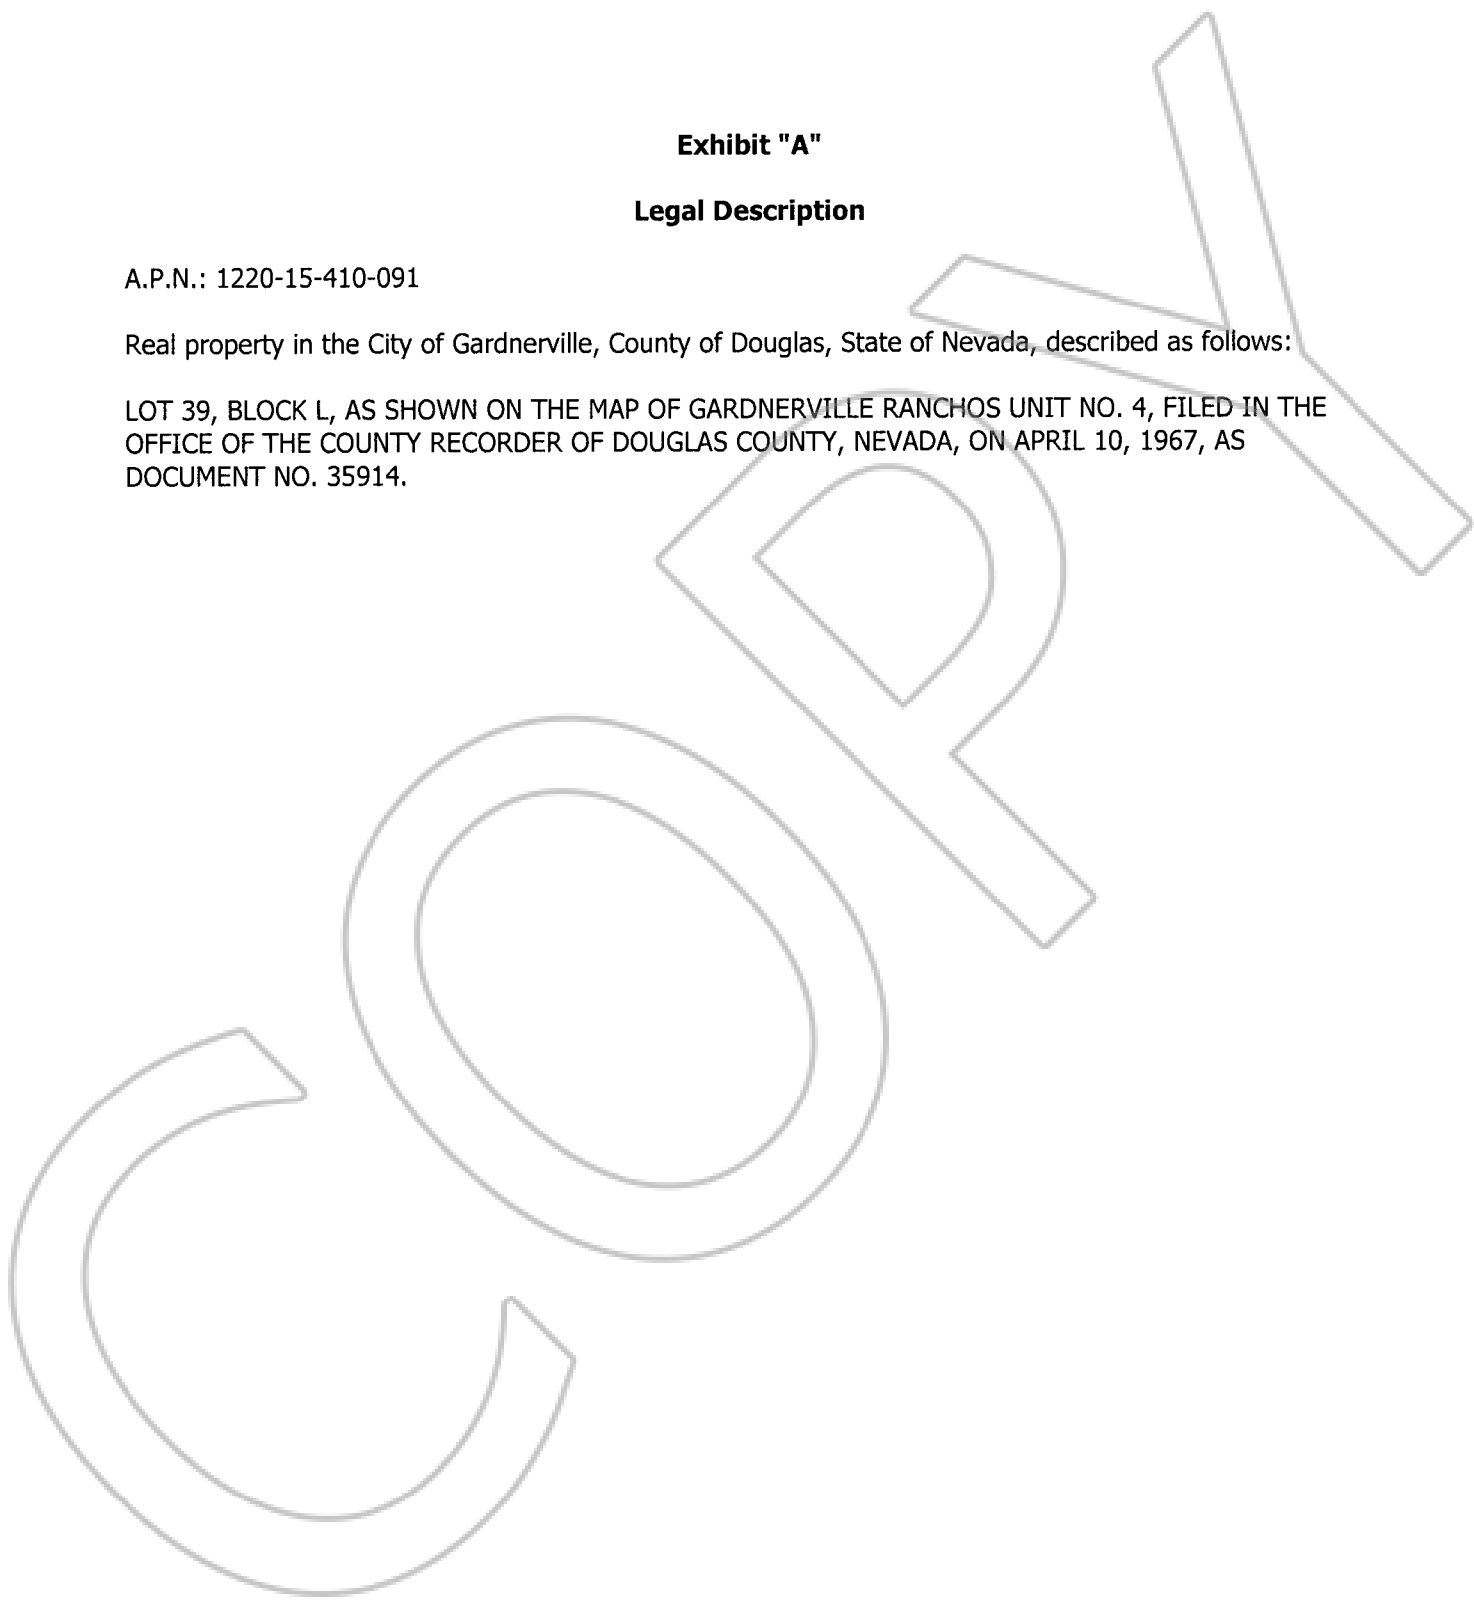 Exhibit "A"
Legal Description
A.P.N.: 1220-15-410-091
Real property in the City of Gardnerville, County of Douglas, State of Nevada, described as follows:
LOT 39, BLOCK L, AS SHOWN ON THE MAP OF GARDNERVILLE RANCHOS UNIT NO. 4, FILED IN THE
OFFICE OF THE COUNTY RECORDER OF DOUGLAS COUNTY, NEVADA, ON APRIL 10, 1967, AS
DOCUMENT NO. 35914.
COPY